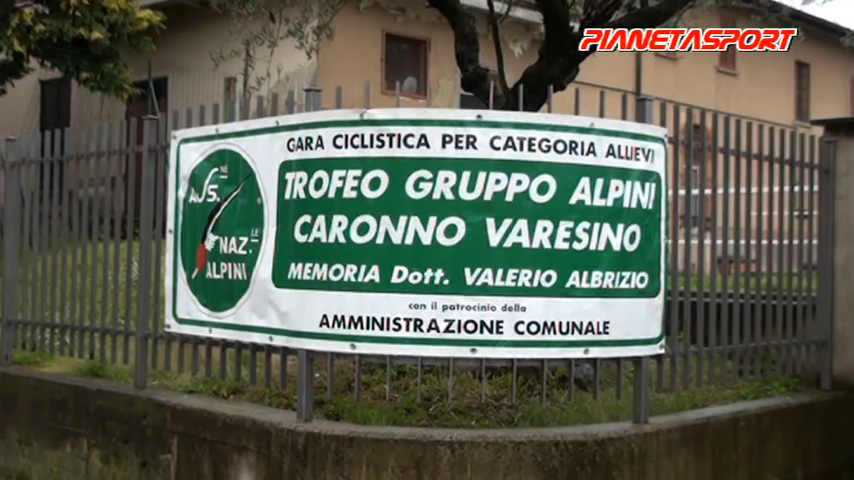 PIANETASPORT
GARA CICLISTICA PER CATEGORIA ALLIEVI
TROFEO GRUPPO ALPINI
CARONNO VARESINO
MEMORIA Dott. VALERIO ALBRIZIO
con il patrocinio della
AMMINISTRAZIONE COMUNALE
ASS.NE
NAZ.LE
ALPINI